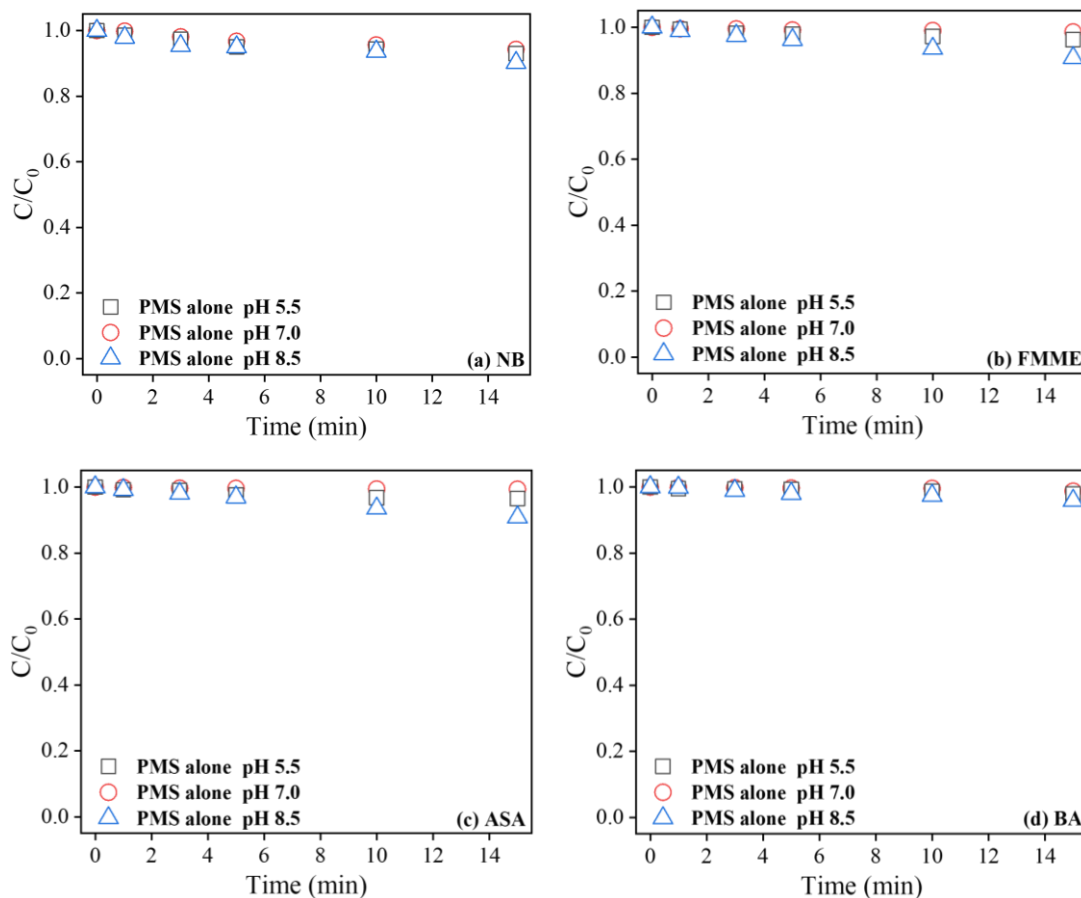 1.0
0.8
0.6
0.4
0.2
0.0
C/C0
PMS alone pH 5.5
PMS alone pH 7.0
PMS alone pH 8.5
(a) NB
0 2 4 6 8 10 12 14
Time (min)
1.0
0.8
0.6
0.4
0.2
0.0
C/C0
PMS alone pH 5.5
PMS alone pH 7.0
PMS alone pH 8.5
(b) FMME
0 2 4 6 8 10 12 14
Time (min)
1.0
0.8
0.6
0.4
0.2
0.0
C/C0
PMS alone pH 5.5
PMS alone pH 7.0
PMS alone pH 8.5
(c) ASA
0 2 4 6 8 10 12 14
Time (min)
1.0
0.8
0.6
0.4
0.2
0.0
C/C0
PMS alone pH 5.5
PMS alone pH 7.0
PMS alone pH 8.5
(d) BA
0 2 4 6 8 10 12 14
Time (min)